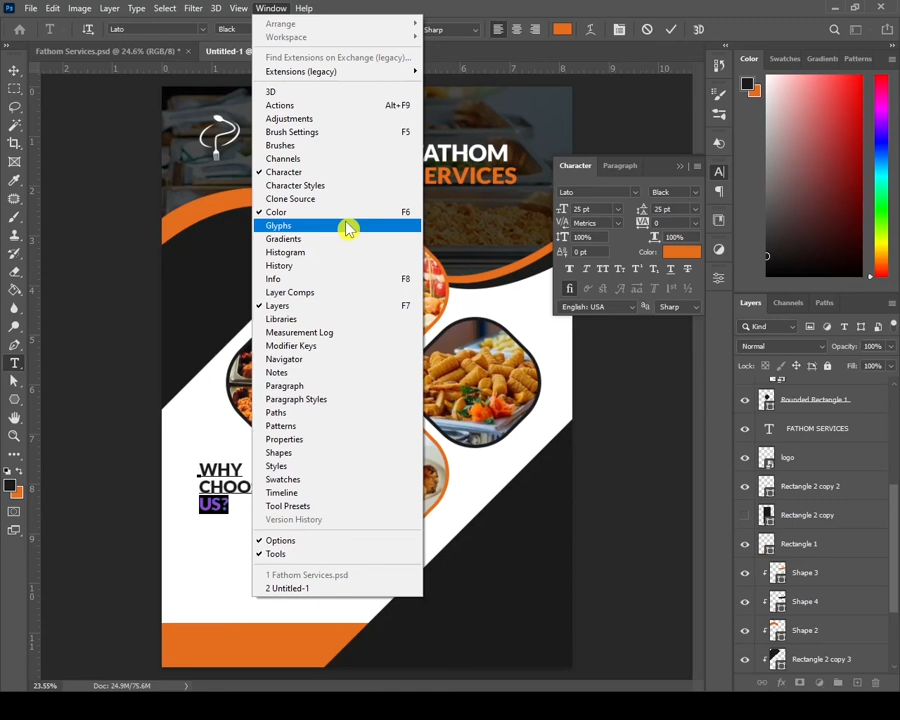 File Edit Image Layer Type Select Filter 3D View Window Help
Lato Black Sharp 3D
Fathom Services.psd @ 24.6% (RGB/8) * × Untitled-1 @
Arrange
Workspace
Find Extensions on Exchange (legacy)...
Extensions (legacy)
3D
Actions Alt+F9
Adjustments
Brush Settings F5
Brushes
Channels
Character
Character Styles
Clone Source
Color F6
Glyphs
Gradients
Histogram
History
Info F8
Layer Comps
Layers F7
Libraries
Measurement Log
Modifier Keys
Navigator
Notes
Paragraph
Paragraph Styles
Paths
Patterns
Properties
Shapes
Styles
Swatches
Timeline
Tool Presets
Version History
Options
Tools
1 Fathom Services.psd
2 Untitled-1
ATHOM
SERVICES
WHY
CHOO
US?
Character Paragraph
Lato Black
25 pt 25 pt
Metrics 0
100% 100%
0 pt Color:
English: USA Sharp
Color Swatches Gradients Patterns
Layers Channels Paths
Kind
Normal Opacity: 100%
Lock: Fill: 100%
Rounded Rectangle 1
FATHOM SERVICES
logo
Rectangle 2 copy 2
Rectangle 2 copy
Rectangle 1
Shape 3
Shape 4
Shape 2
Rectangle 2 copy 3
23.55% Doc: 24.9M/75.6M